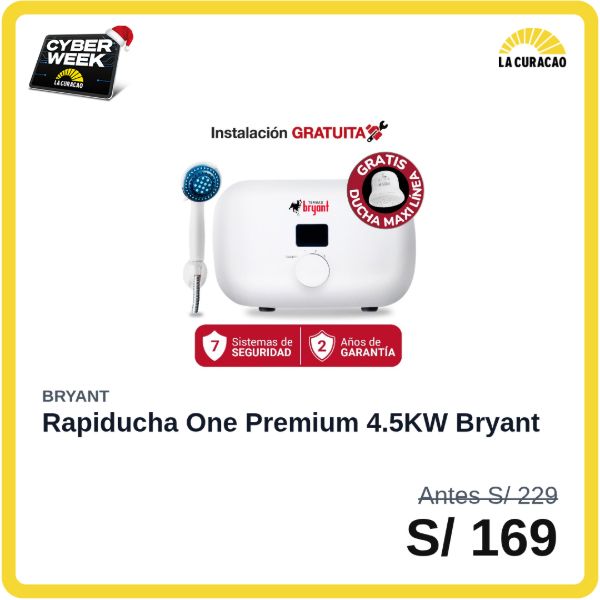 CYBER
WEEK
LA CURACAO
LA CURACAO
Instalación GRATUITA
GRATIS
DUCHA MAXI LÍNEA
TERMAS
bryant
7 Sistemas de
SEGURIDAD
2 Años de
GARANTÍA
BRYANT
Rapiducha One Premium 4.5KW Bryant
Antes S/ 229
S/ 169